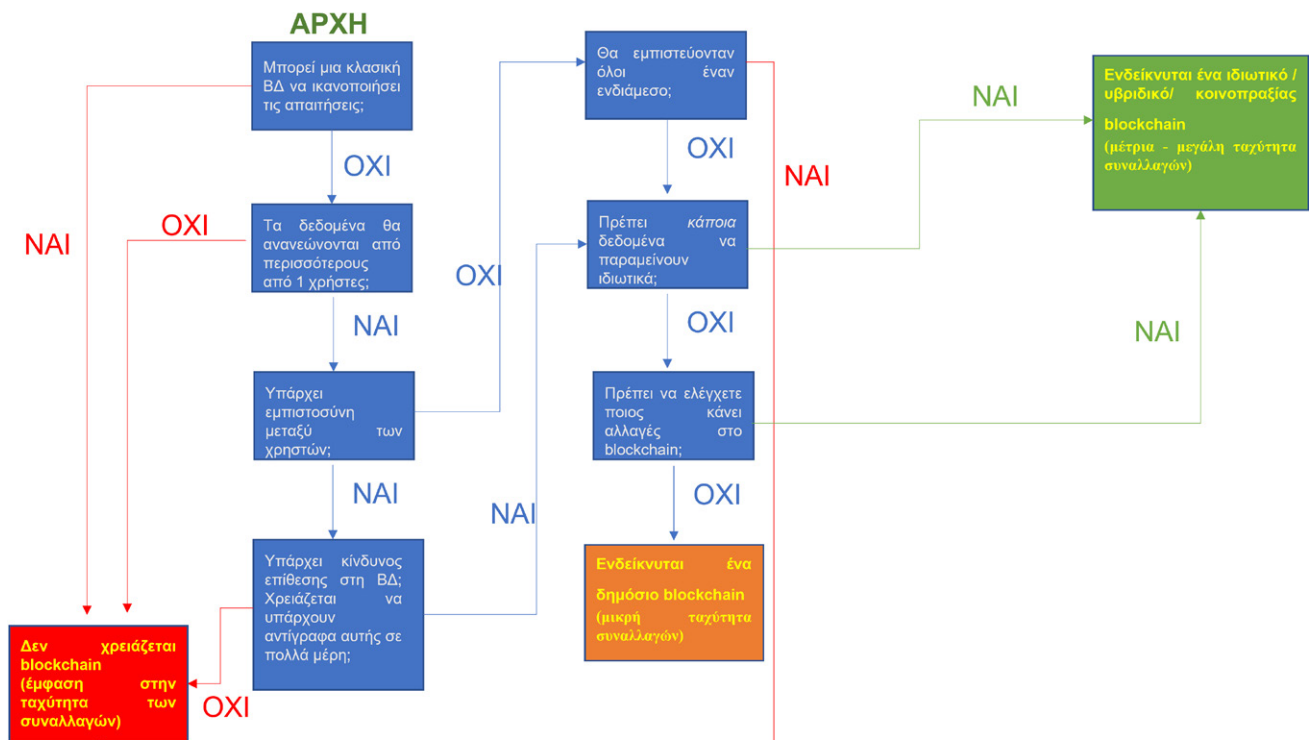 ΑΡΧΗ
Μπορεί μια κλασική
ΒΔ να ικανοποιήσει
τις απαιτήσεις;
ΟΧΙ
ΝΑΙ
ΟΧΙ
Τα δεδομένα θα
ανανεώνονται από
περισσότερους
από 1 χρήστες;
ΝΑΙ
Υπάρχει
εμπιστοσύνη
μεταξύ των
χρηστών;
ΟΧΙ
ΝΑΙ
Υπάρχει κίνδυνος
επίθεσης στη ΒΔ;
Χρειάζεται να
υπάρχουν
αντίγραφα αυτής σε
πολλά μέρη;
ΝΑΙ
ΟΧΙ
Δεν χρειάζεται
blockchain
(έμφαση στην
ταχύτητα των
συναλλαγών)
Θα εμπιστεύονταν
όλοι έναν
ενδιάμεσο;
ΟΧΙ
ΝΑΙ
Πρέπει κάποια
δεδομένα να
παραμείνουν
ιδιωτικά;
ΝΑΙ
ΟΧΙ
Πρέπει να ελέγχετε
ποιος κάνει
αλλαγές στο
blockchain;
ΝΑΙ
ΟΧΙ
Ενδείκνυται ένα
δημόσιο blockchain
(μικρή ταχύτητα
συναλλαγών)
Ενδείκνυται ένα ιδιωτικό /
υβριδικό/ κοινοπραξίας
blockchain
(μέτρια - μεγάλη ταχύτητα
συναλλαγών)